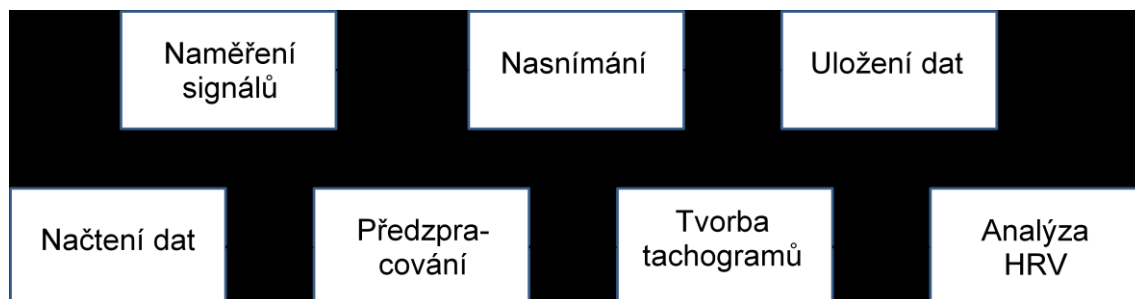 Naměření
signálů
Nasnímání
Uložení dat
Načtení dat
Předzpra-
cování
Tvorba
tachogramů
Analýza
HRV